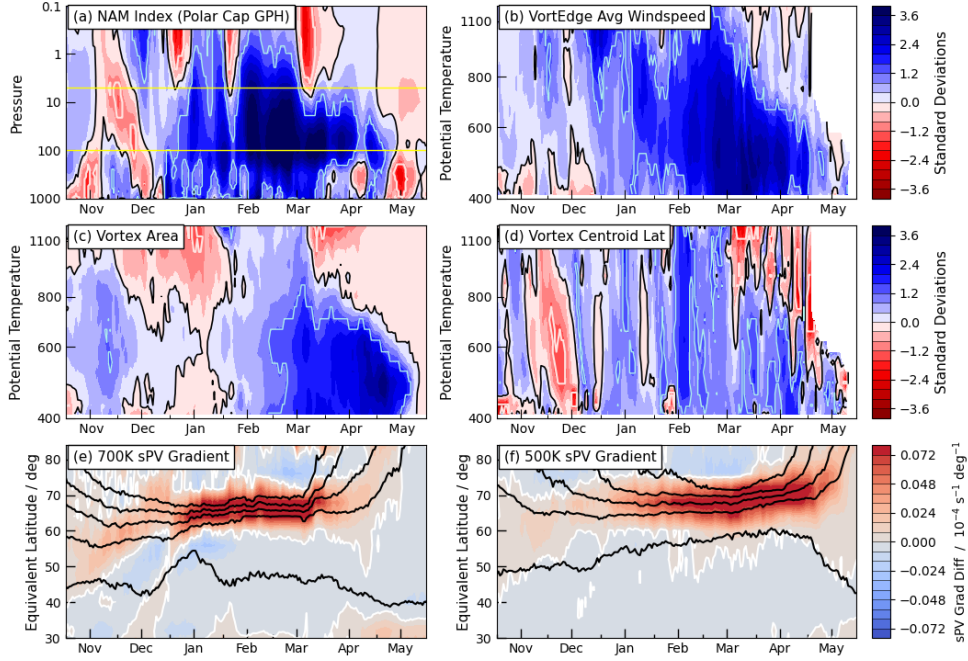 (a) NAM Index (Polar Cap GPH)
Pressure
0.1
1
10
100
1000
Nov Dec Jan Feb Mar Apr May
(b) VortEdge Avg Windspeed
Potential Temperature
1100
800
600
400
Nov Dec Jan Feb Mar Apr May
3.6
2.4
1.2
0.0
−1.2
−2.4
−3.6
Standard Deviations
(c) Vortex Area
Potential Temperature
1100
800
600
400
Nov Dec Jan Feb Mar Apr May
(d) Vortex Centroid Lat
Potential Temperature
1100
800
600
400
Nov Dec Jan Feb Mar Apr May
3.6
2.4
1.2
0.0
−1.2
−2.4
−3.6
Standard Deviations
(e) 700K sPV Gradient
Equivalent Latitude / deg
80
70
60
50
40
30
Nov Dec Jan Feb Mar Apr May
(f) 500K sPV Gradient
Equivalent Latitude / deg
80
70
60
50
40
30
Nov Dec Jan Feb Mar Apr May
0.072
0.048
0.024
0.000
−0.024
−0.048
−0.072
sPV Grad Diff / 10⁻⁴ s⁻¹ deg⁻¹